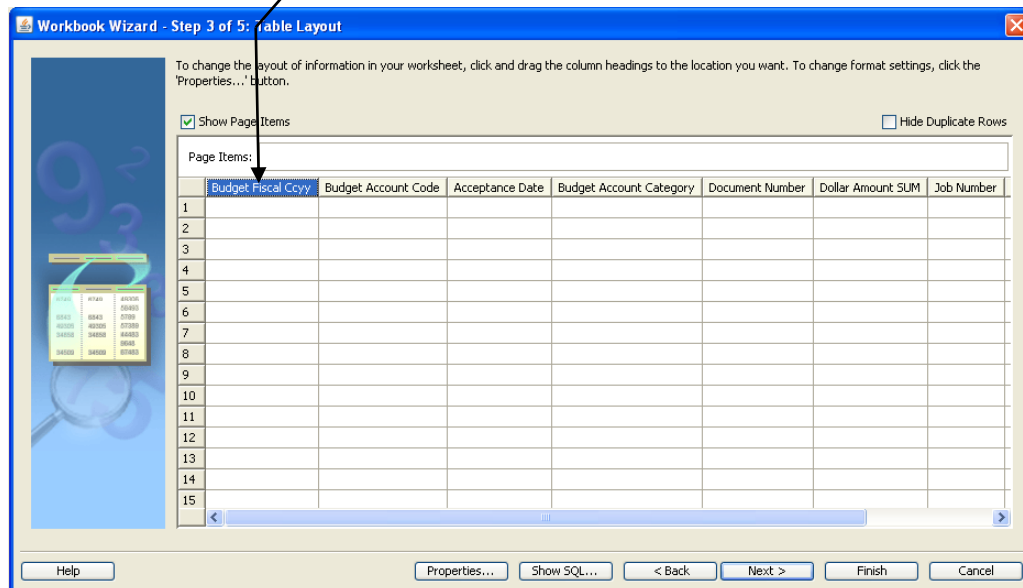 Workbook Wizard - Step 3 of 5: Table Layout
To change the layout of information in your worksheet, click and drag the column headings to the location you want. To change format settings, click the
'Properties...' button.
Show Page Items
Hide Duplicate Rows
Page Items:
Budget Fiscal Ccyy Budget Account Code Acceptance Date Budget Account Category Document Number Dollar Amount SUM Job Number
1
2
3
4
5
6
7
8
9
10
11
12
13
14
15
Help Properties... Show SQL... < Back Next > Finish Cancel